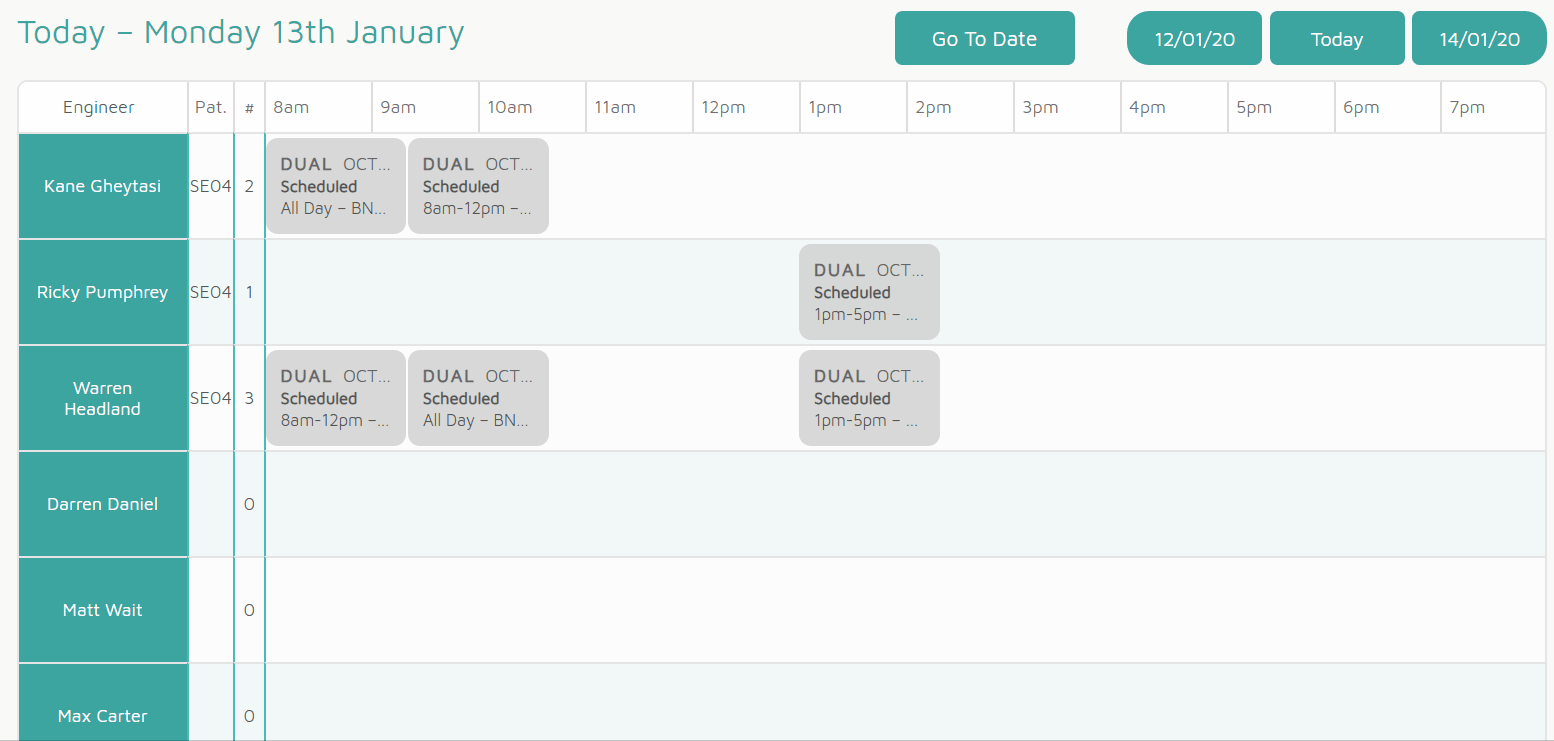 Today – Monday 13th January
Go To Date
12/01/20
Today
14/01/20
Engineer Pat. # 8am 9am 10am 11am 12pm 1pm 2pm 3pm 4pm 5pm 6pm 7pm
Kane Gheytasi SE04 2
DUAL OCT...
Scheduled
All Day – BN...
DUAL OCT...
Scheduled
8am-12pm –...
Ricky Pumphrey SE04 1
DUAL OCT...
Scheduled
1pm-5pm – ...
Warren
Headland
SE04 3
DUAL OCT...
Scheduled
8am-12pm –...
DUAL OCT...
Scheduled
All Day – BN...
DUAL OCT...
Scheduled
1pm-5pm – ...
Darren Daniel 0
Matt Wait 0
Max Carter 0